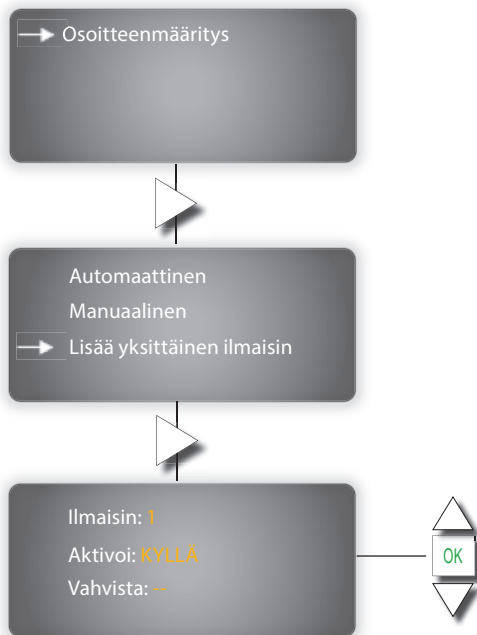 Osoitteenmääritys
Automaattinen
Manuaalinen
Lisää yksittäinen ilmaisin
Ilmaisin: 1
Aktivoi: KYLLÄ
OK
Vahvista: --